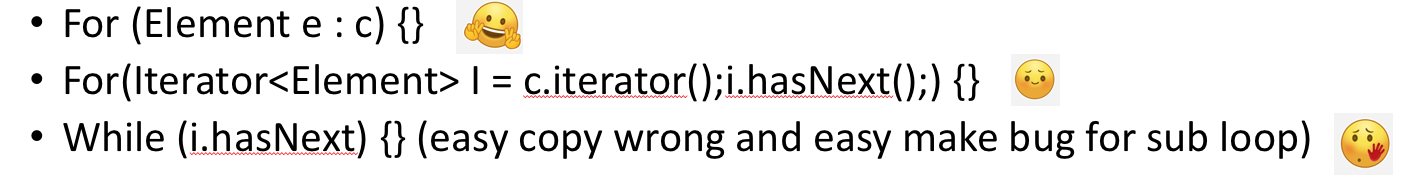 • For (Element e : c) {}
• For(Iterator<Element> I = c.iterator();i.hasNext();) {}
• While (i.hasNext) {} (easy copy wrong and easy make bug for sub loop)